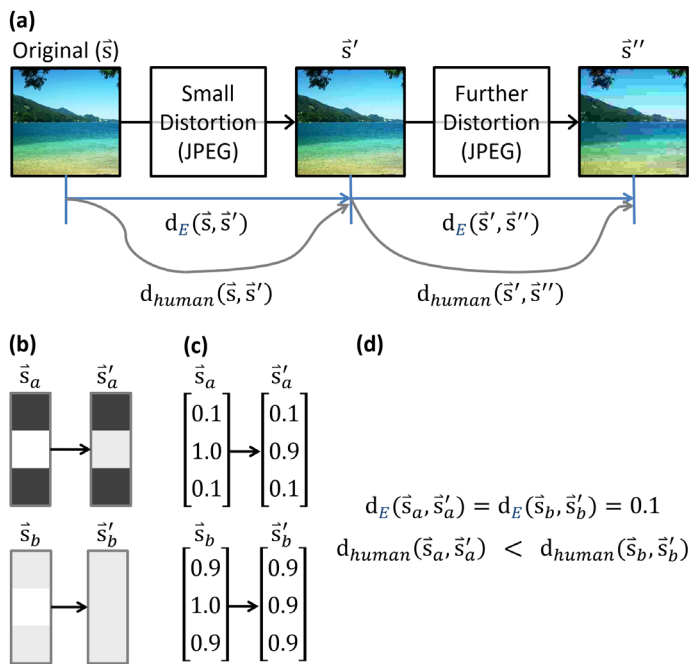 (a)
Original (s⃗)
s⃗′
s⃗′′
Small
Distortion
(JPEG)
Further
Distortion
(JPEG)
d_E(s⃗, s⃗′)
d_E(s⃗′, s⃗′′)
d_human(s⃗, s⃗′)
d_human(s⃗′, s⃗′′)
(b)
s⃗_a s⃗′_a
s⃗_b s⃗′_b
(c)
s⃗_a s⃗′_a
0.1 0.1
1.0 0.9
0.1 0.1
s⃗_b s⃗′_b
0.9 0.9
1.0 0.9
0.9 0.9
(d)
d_E(s⃗_a, s⃗′_a) = d_E(s⃗_b, s⃗′_b) = 0.1
d_human(s⃗_a, s⃗′_a) < d_human(s⃗_b, s⃗′_b)